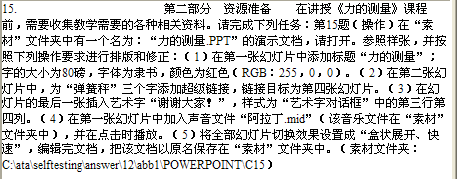 15.                第二部分  资源准备    在讲授《力的测量》课程
前，需要收集教学需要的各种相关资料。请完成下列任务：第15题（操作）在“素
材”文件夹中有一个名为：“力的测量.PPT”的演示文档，请打开。参照样张，并按
照下列操作要求进行排版和修正：（1）在第一张幻灯片中添加标题“力的测量”；
字的大小为80磅，字体为隶书，颜色为红色（RGB：255，0，0）。（2）在第二张幻
灯片中，为“弹簧秤”三个字添加超级链接，链接目标为第四张幻灯片。（3）在幻
灯片的最后一张插入艺术字“谢谢大家！”，样式为“艺术字对话框”中的第三行第
四列。（4）在第一张幻灯片中加入声音文件“阿拉丁.mid”（该音乐文件在“素材”
文件夹中），并在点击时播放。（5）将全部幻灯片切换效果设置成“盒状展开、快
速”，编辑完文档，把该文档以原名保存在“素材”文件夹中。（素材文件夹：
C:\ata\selftesting\answer\12\abb1\POWERPOINT\C15）